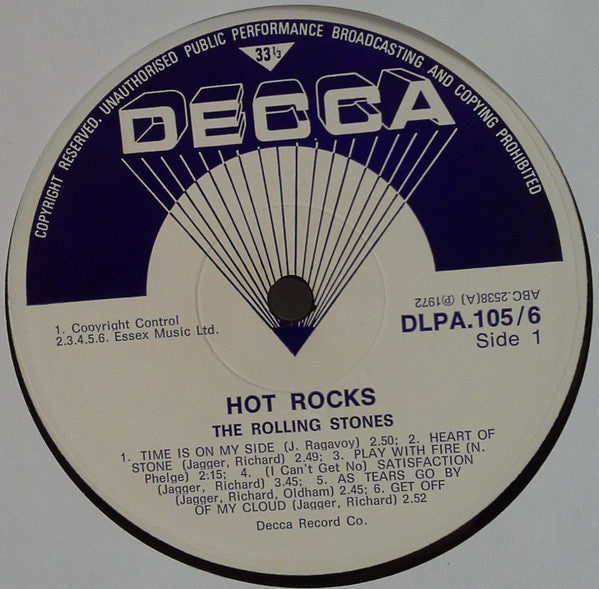 COPYRIGHT RESERVED. UNAUTHORISED PUBLIC PERFORMANCE BROADCASTING AND COPYING PROHIBITED
33 1/3
DECCA
1. Copyright Control
2.3.4.5.6. Essex Music Ltd.
ABC.2538(A) ℗1972
DLPA.105/6
Side 1
HOT ROCKS
THE ROLLING STONES
1. TIME IS ON MY SIDE (J. Ragavoy) 2.50; 2. HEART OF
STONE (Jagger, Richard) 2.49; 3. PLAY WITH FIRE (N.
Phelge) 2.15; 4. (I Can't Get No) SATISFACTION
(Jagger, Richard) 3.45; 5. AS TEARS GO BY
(Jagger, Richard, Oldham) 2.45; 6. GET OFF
OF MY CLOUD (Jagger, Richard) 2.52
Decca Record Co.